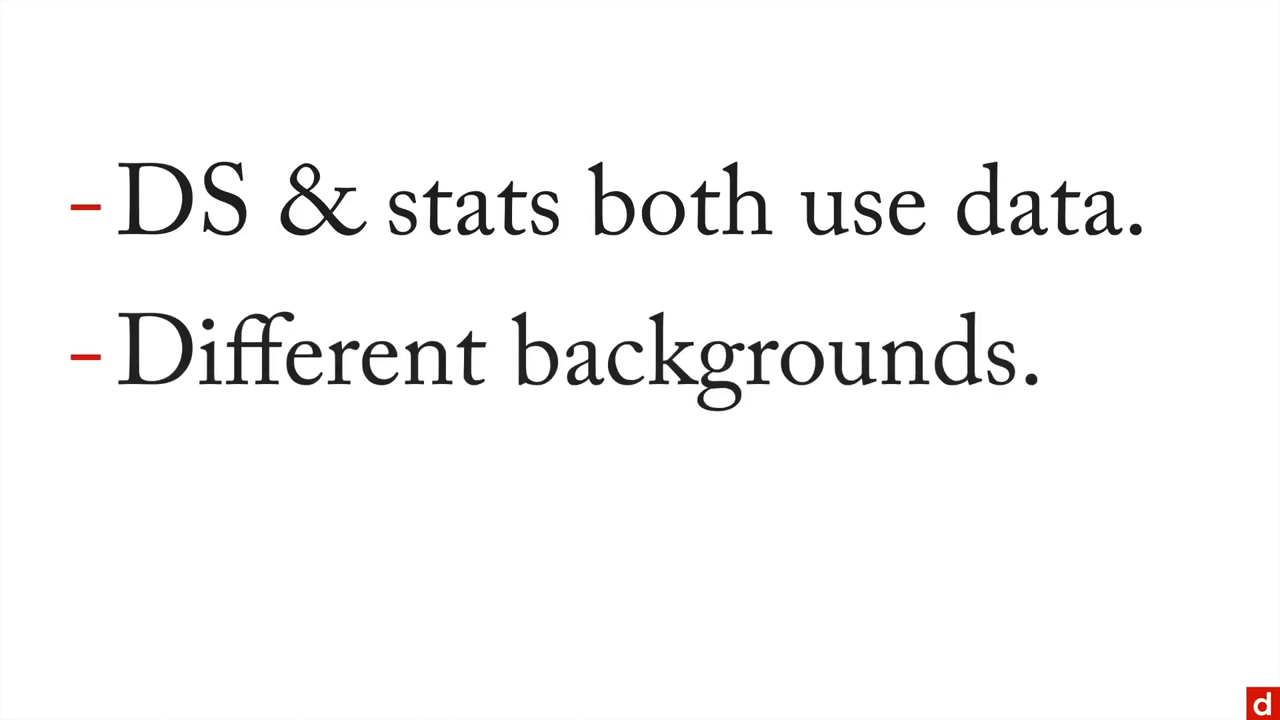 - DS & stats both use data.
- Different backgrounds.
d